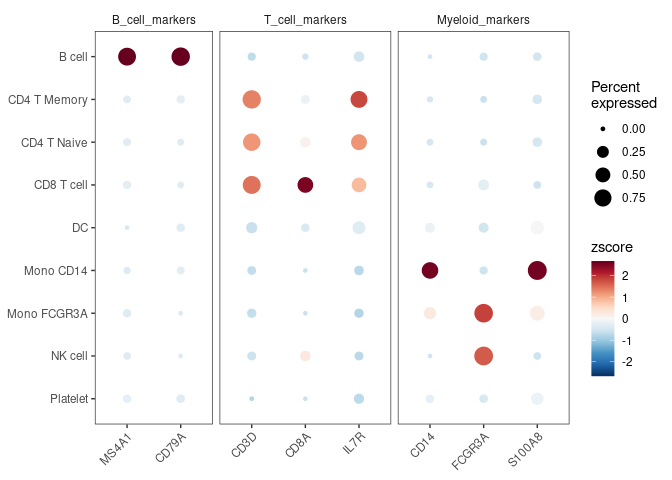 B_cell_markers T_cell_markers Myeloid_markers
B cell
CD4 T Memory
CD4 T Naive
CD8 T cell
DC
Mono CD14
Mono FCGR3A
NK cell
Platelet
MS4A1 CD79A CD3D CD8A IL7R CD14 FCGR3A S100A8
Percent
expressed
0.00
0.25
0.50
0.75
zscore
2
1
0
-1
-2